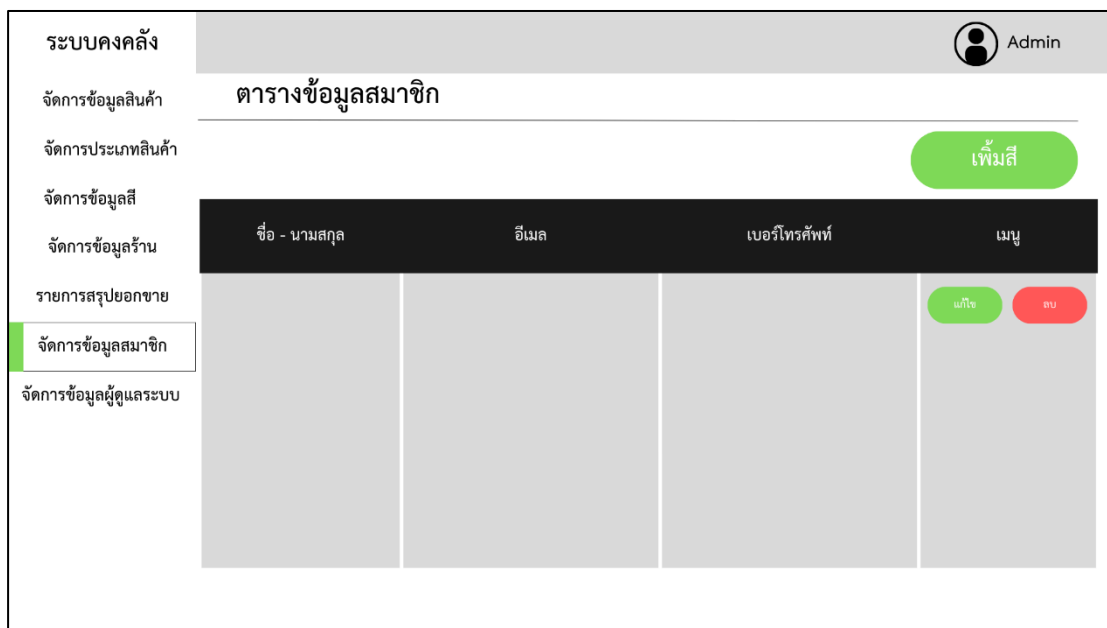 ระบบคงคลัง
Admin
จัดการข้อมูลสินค้า
จัดการประเภทสินค้า
จัดการข้อมูลสี
จัดการข้อมูลร้าน
รายการสรุปยอกขาย
จัดการข้อมูลสมาชิก
จัดการข้อมูลผู้ดูแลระบบ
ตารางข้อมูลสมาชิก
เพิ้มสี
ชื่อ - นามสกุล อีเมล เบอร์โทรศัพท์ เมนู
แก้ไข ลบ